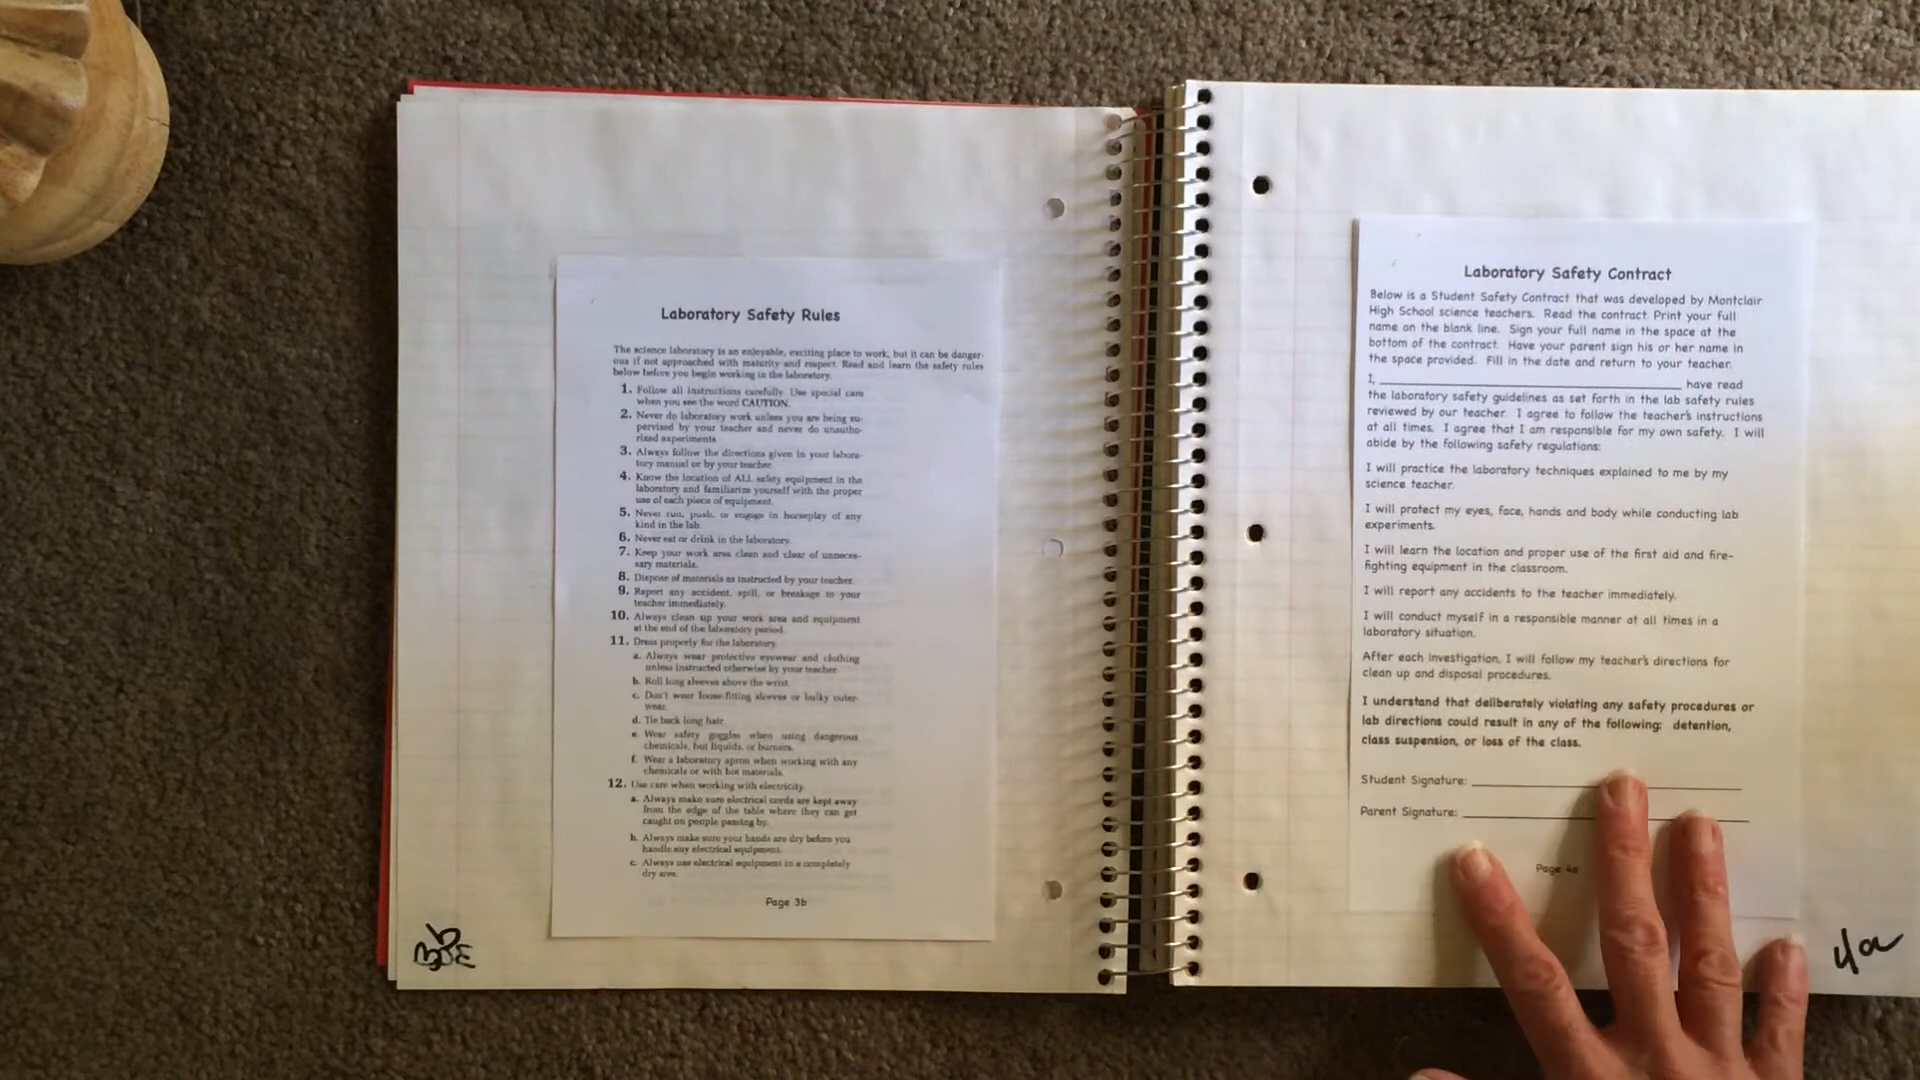 Laboratory Safety Rules
The science laboratory is an enjoyable, exciting place to work, but it can be danger-
ous if not approached with maturity and respect. Read and learn the safety rules
below before you begin working in the laboratory.
1. Follow all instructions carefully. Use special care
when you see the word CAUTION.
2. Never do laboratory work unless you are being su-
pervised by your teacher and never do unautho-
rized experiments.
3. Always follow the directions given in your labora-
tory manual or by your teacher.
4. Know the location of ALL safety equipment in the
laboratory and familiarize yourself with the proper
use of each piece of equipment.
5. Never run, push, or engage in horseplay of any
kind in the lab.
6. Never eat or drink in the laboratory.
7. Keep your work area clean and clear of unneces-
sary materials.
8. Dispose of materials as instructed by your teacher.
9. Report any accident, spill, or breakage to your
teacher immediately.
10. Always clean up your work area and equipment
at the end of the laboratory period.
11. Dress properly for the laboratory.
a. Always wear protective eyewear and clothing
unless instructed otherwise by your teacher.
b. Roll long sleeves above the wrist.
c. Don't wear loose-fitting sleeves or bulky outer-
wear.
d. Tie back long hair.
e. Wear safety goggles when using dangerous
chemicals, hot liquids, or burners.
f. Wear a laboratory apron when working with any
chemicals or with hot materials.
12. Use care when working with electricity.
a. Always make sure electrical cords are kept away
from the edge of the table where they can get
caught on people passing by.
b. Always make sure your hands are dry before you
handle any electrical equipment.
c. Always use electrical equipment in a completely
dry area.
Page 3b
Laboratory Safety Contract
Below is a Student Safety Contract that was developed by Montclair
High School science teachers. Read the contract. Print your full
name on the blank line. Sign your full name in the space at the
bottom of the contract. Have your parent sign his or her name in
the space provided. Fill in the date and return to your teacher.
I, ______________________________ have read
the laboratory safety guidelines as set forth in the lab safety rules
reviewed by our teacher. I agree to follow the teacher's instructions
at all times. I agree that I am responsible for my own safety. I will
abide by the following safety regulations:
I will practice the laboratory techniques explained to me by my
science teacher.
I will protect my eyes, face, hands and body while conducting lab
experiments.
I will learn the location and proper use of the first aid and fire-
fighting equipment in the classroom.
I will report any accidents to the teacher immediately.
I will conduct myself in a responsible manner at all times in a
laboratory situation.
After each investigation, I will follow my teacher's directions for
clean up and disposal procedures.
I understand that deliberately violating any safety procedures or
lab directions could result in any of the following: detention,
class suspension, or loss of the class.
Student Signature: ______________________________
Parent Signature: ______________________________
Page 4a
4a